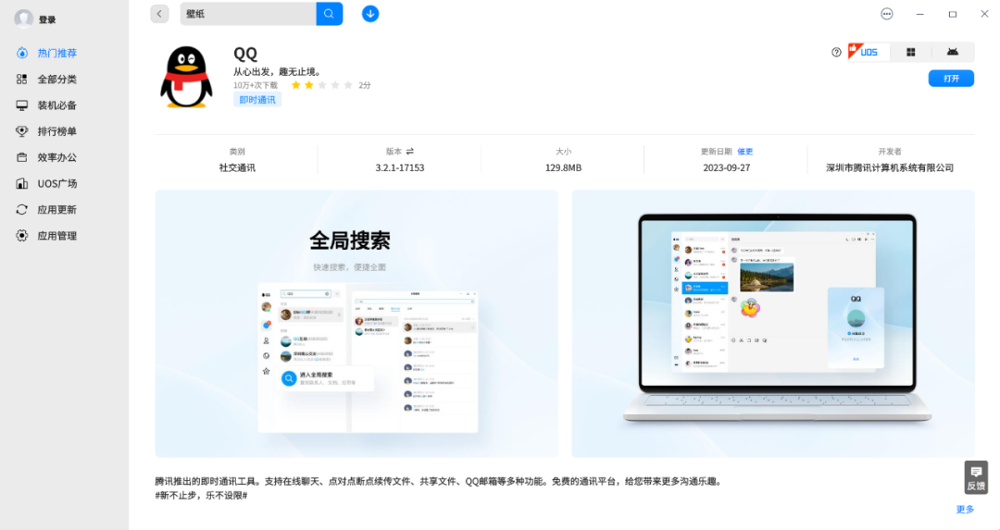 登录
壁纸
热门推荐
全部分类
装机必备
排行榜单
效率办公
UOS广场
应用更新
应用管理
QQ
从心出发，趣无止境。
10万+次下载 2分
即时通讯
UOS
打开
类别
社交通讯
版本
3.2.1-17153
大小
129.8MB
更新日期 催更
2023-09-27
开发者
深圳市腾讯计算机系统有限公司
全局搜索
快速搜索，便捷全面
进入全局搜索
QQ
腾讯推出的即时通讯工具。支持在线聊天、点对点断点续传文件、共享文件、QQ邮箱等多种功能。免费的通讯平台，给您带来更多沟通乐趣。
#新不止步，乐不设限#
反馈
更多